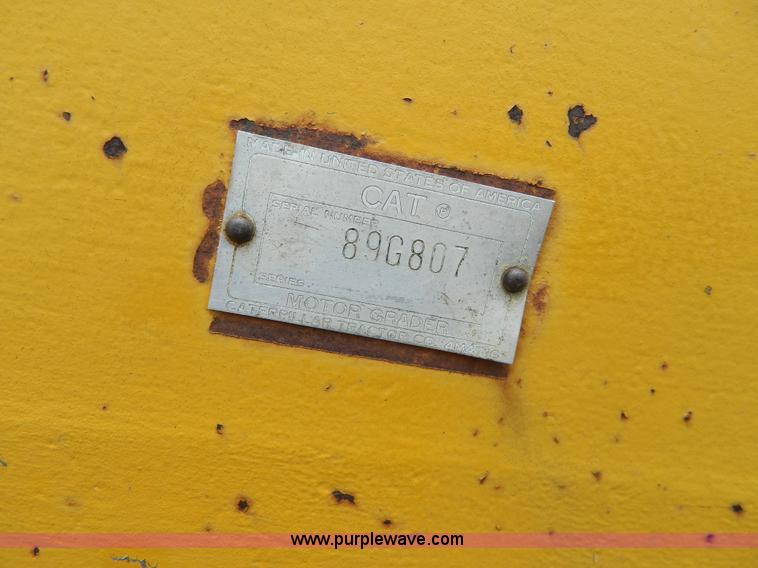 MADE IN UNITED STATES OF AMERICA
CAT ®
SERIAL NUMBER
89G807
SERIES
MOTOR GRADER
CATERPILLAR TRACTOR CO.
www.purplewave.com